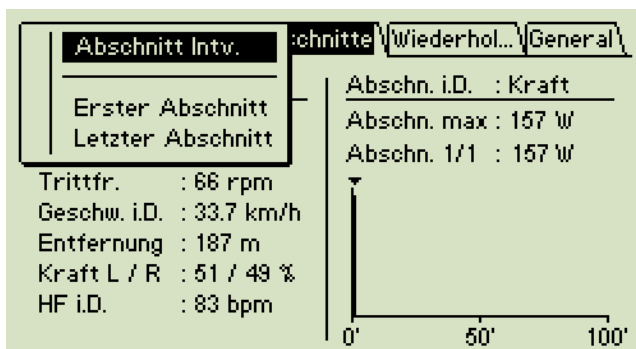 chnitte Wiederhol... General
Abschnitt Intv.
Erster Abschnitt
Letzter Abschnitt
Trittfr. : 66 rpm
Geschw. i.D. : 33.7 km/h
Entfernung : 187 m
Kraft L / R : 51 / 49 %
HF i.D. : 83 bpm
Abschn. i.D. : Kraft
Abschn. max : 157 W
Abschn. 1/1 : 157 W
0' 50' 100'